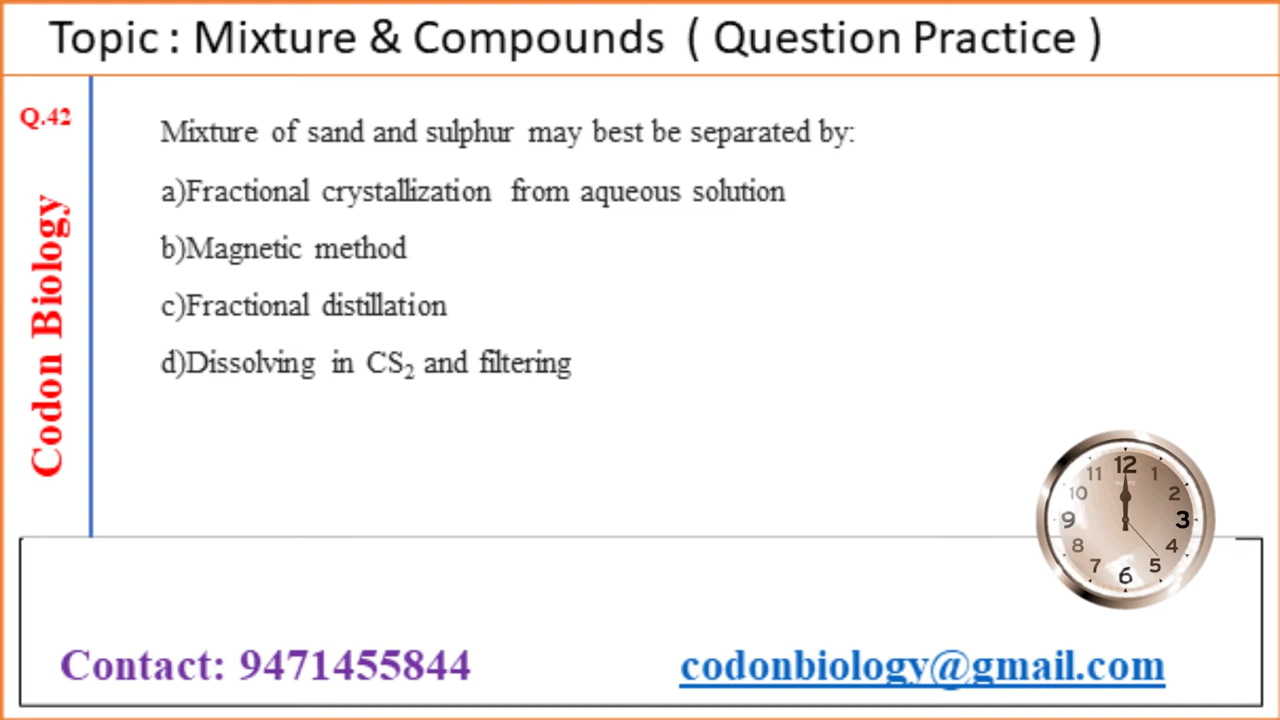 Topic : Mixture & Compounds ( Question Practice )
Q.42
Codon Biology
Mixture of sand and sulphur may best be separated by:
a)Fractional crystallization from aqueous solution
b)Magnetic method
c)Fractional distillation
d)Dissolving in CS₂ and filtering
12
1
2
3
4
5
6
7
8
9
10
11
Contact: 9471455844
codonbiology@gmail.com